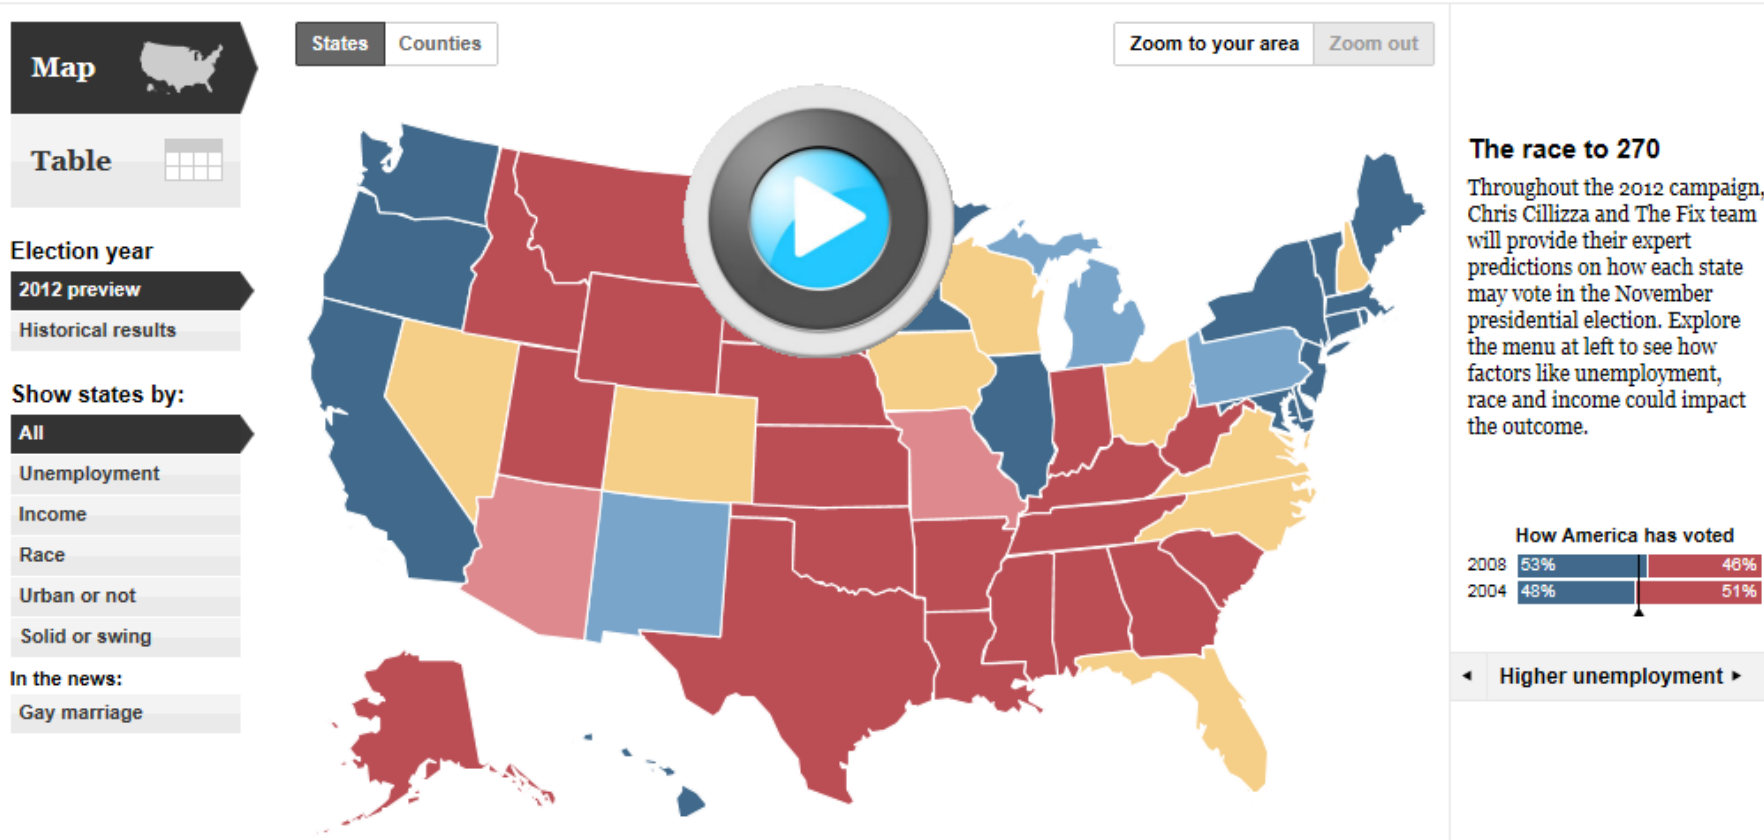 Map
Table
Election year
2012 preview
Historical results
Show states by:
All
Unemployment
Income
Race
Urban or not
Solid or swing
In the news:
Gay marriage
States Counties
Zoom to your area Zoom out
The race to 270
Throughout the 2012 campaign,
Chris Cillizza and The Fix team
will provide their expert
predictions on how each state
may vote in the November
presidential election. Explore
the menu at left to see how
factors like unemployment,
race and income could impact
the outcome.
How America has voted
2008 53% 46%
2004 48% 51%
Higher unemployment